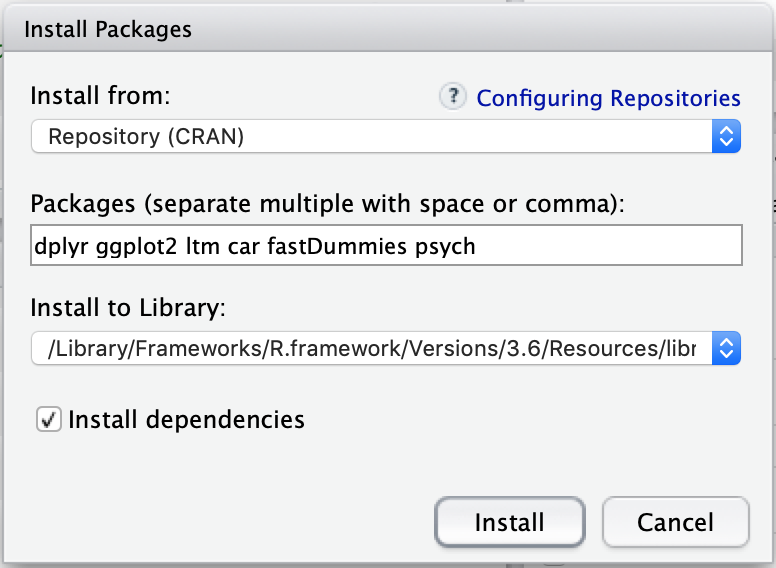 Install Packages
Install from:
? Configuring Repositories
Repository (CRAN)
Packages (separate multiple with space or comma):
dplyr ggplot2 ltm car fastDummies psych
Install to Library:
/Library/Frameworks/R.framework/Versions/3.6/Resources/libr
Install dependencies
Install
Cancel